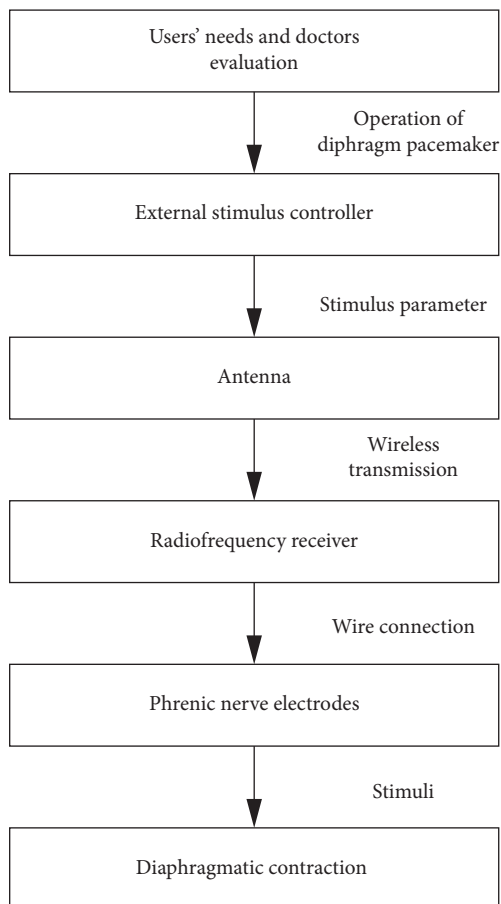 Users’ needs and doctors
evaluation
Operation of
diphragm pacemaker
External stimulus controller
Stimulus parameter
Antenna
Wireless
transmission
Radiofrequency receiver
Wire connection
Phrenic nerve electrodes
Stimuli
Diaphragmatic contraction